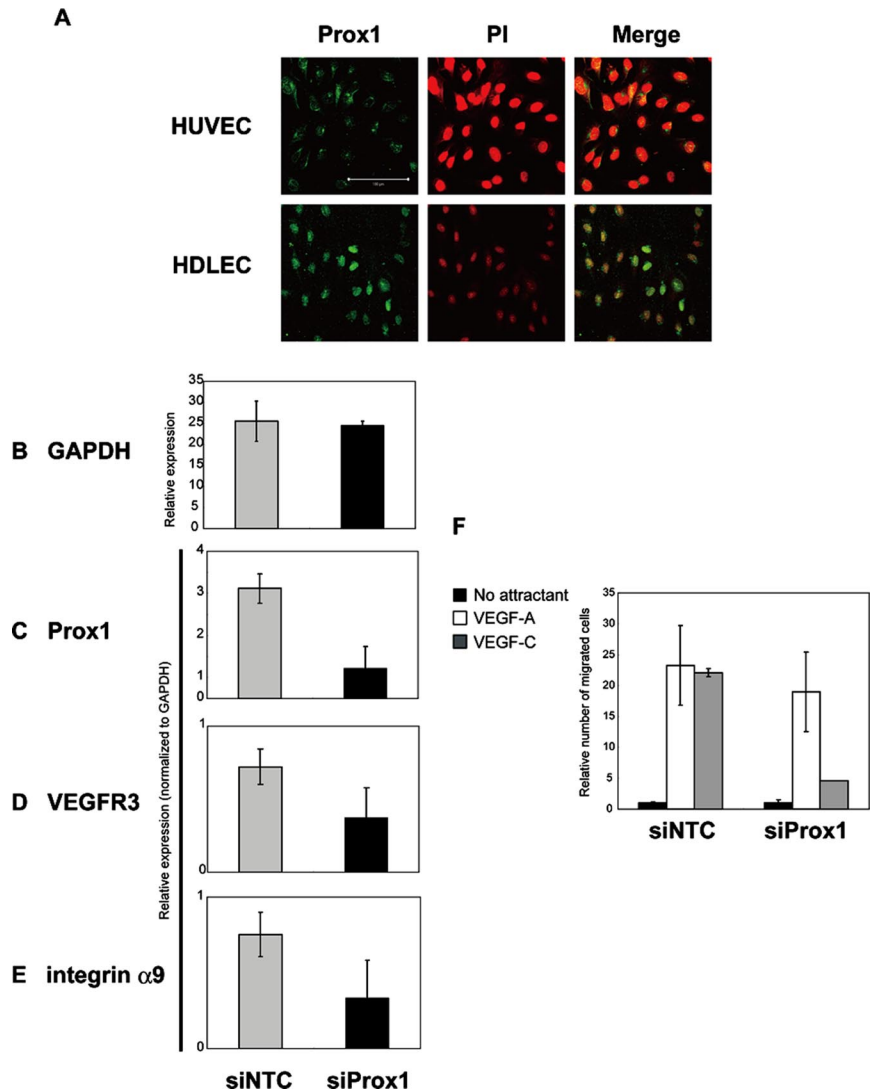 A
Prox1 PI Merge
HUVEC
HDLEC
B GAPDH
Relative expression
35
30
25
20
15
10
5
0
C Prox1
4
3
2
1
0
D VEGFR3
1
0
E integrin α9
1
0
Relative expression (normalized to GAPDH)
siNTC siProx1
F
No attractant
VEGF-A
VEGF-C
Relative number of migrated cells
35
30
25
20
15
10
5
0
siNTC siProx1